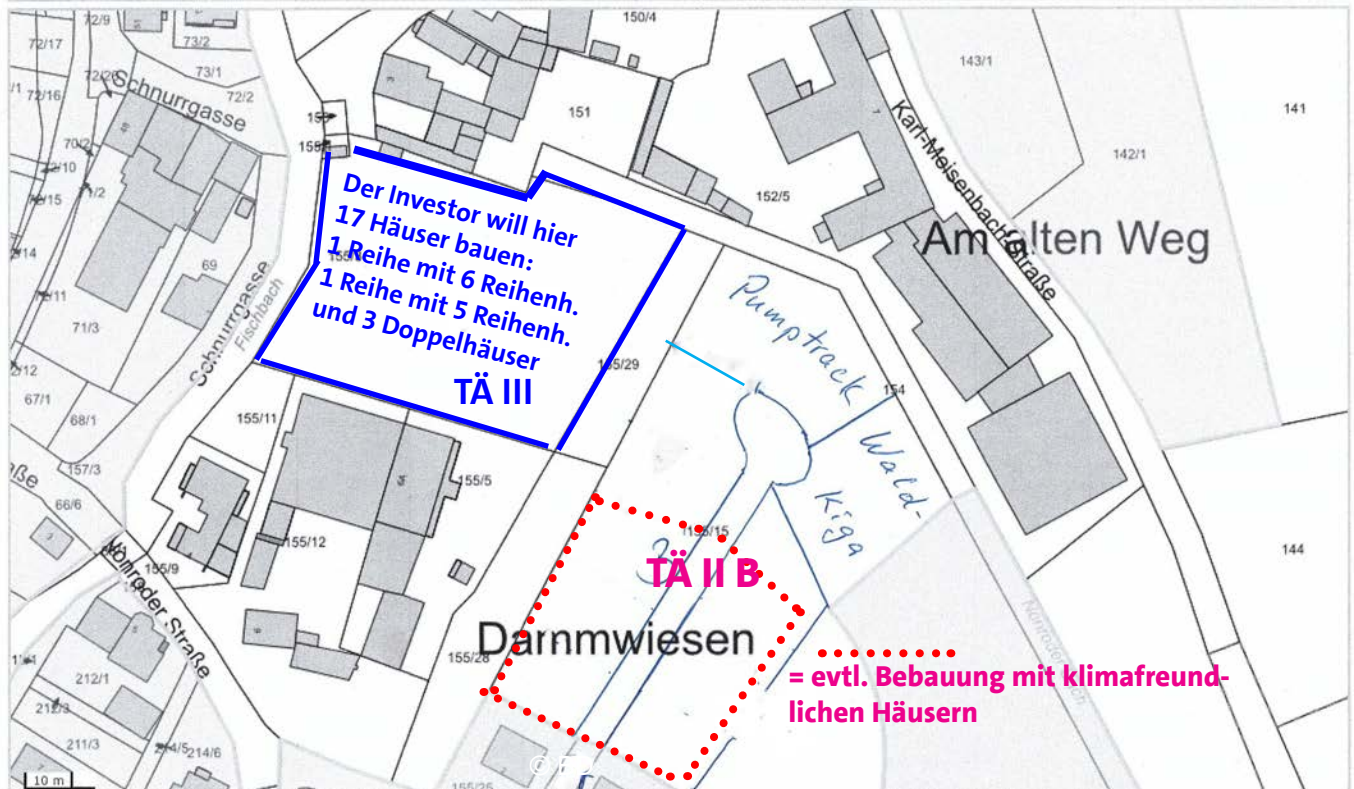 72/9
150/4
72/17
73/2
143/1
73/1
Schnurrgasse
72/16
72/2
151
141
70/2
142/1
Karl-Meisenbach-Straße
152/5
Am alten Weg
Der Investor will hier
17 Häuser bauen:
1 Reihe mit 6 Reihenh.
1 Reihe mit 5 Reihenh.
und 3 Doppelhäuser
TÄ III
69
Schnurrgasse
Fischbach
71/3
155/29
Pumptrack
154
67/1
68/1
155/11
Wald-
Kiga
157/3
66/6
155/5
155/15
TÄ II B
155/12
144
155/9
Dammwiesen
155/28
= evtl. Bebauung mit klimafreund-
lichen Häusern
212/1
211/3
214/6
10 m